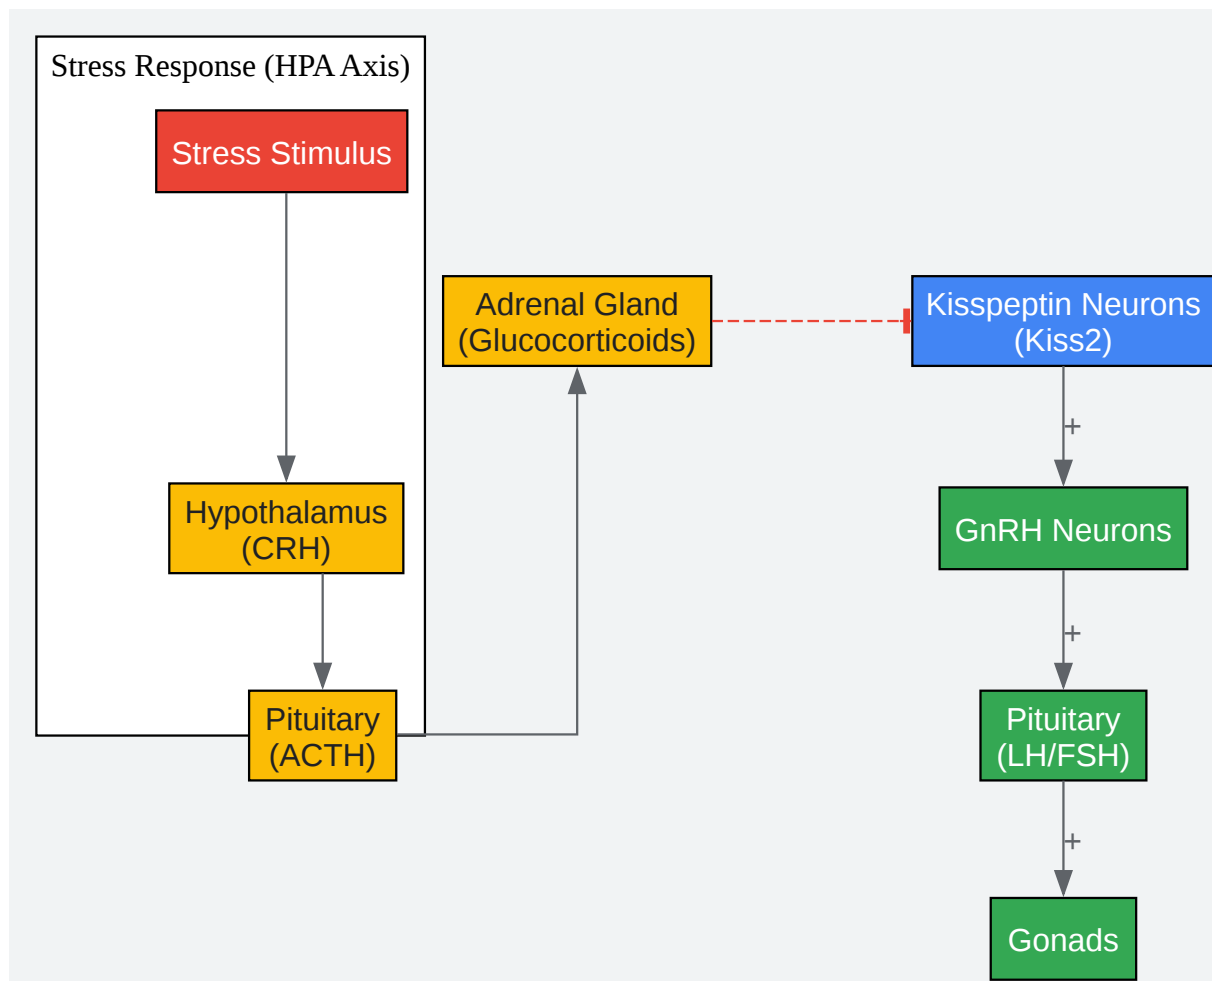 Stress Response (HPA Axis)
Stress Stimulus
Adrenal Gland
(Glucocorticoids)
Kisspeptin Neurons
(Kiss2)
+
Hypothalamus
(CRH)
GnRH Neurons
+
Pituitary
(ACTH)
Pituitary
(LH/FSH)
+
Gonads